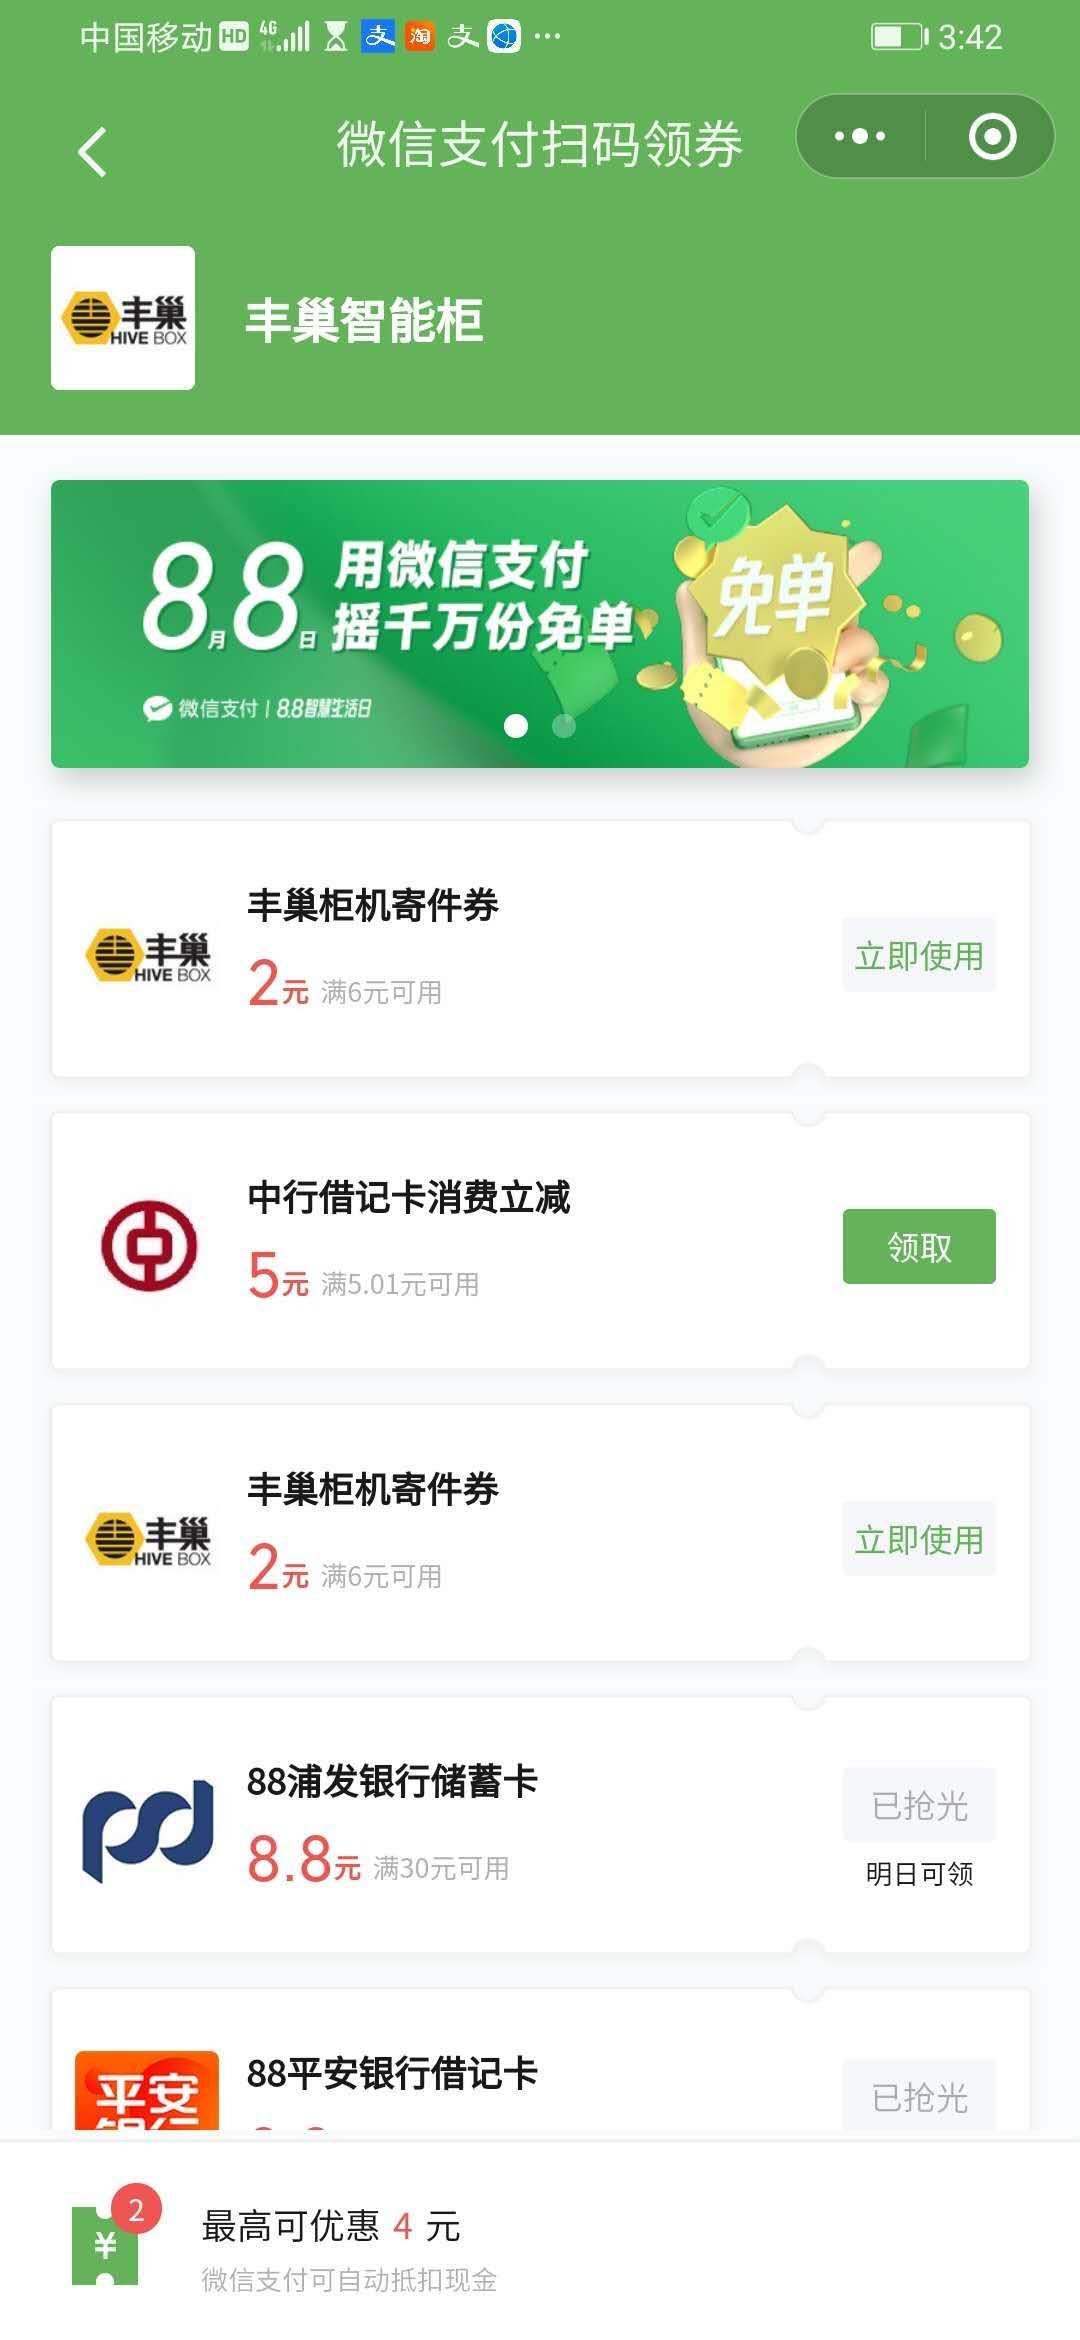 中国移动 HD 4G 支 淘 支 ··· 3:42
微信支付扫码领券
丰巢
HIVE BOX
丰巢智能柜
8月8日
用微信支付
摇千万份免单
免单
微信支付 | 8.8智慧生活日
丰巢
HIVE BOX
丰巢柜机寄件券
2元 满6元可用
立即使用
中行借记卡消费立减
5元 满5.01元可用
领取
丰巢
HIVE BOX
丰巢柜机寄件券
2元 满6元可用
立即使用
88浦发银行储蓄卡
8.8元 满30元可用
已抢光
明日可领
平安
银行
88平安银行借记卡
已抢光
¥ 2
最高可优惠 4 元
微信支付可自动抵扣现金